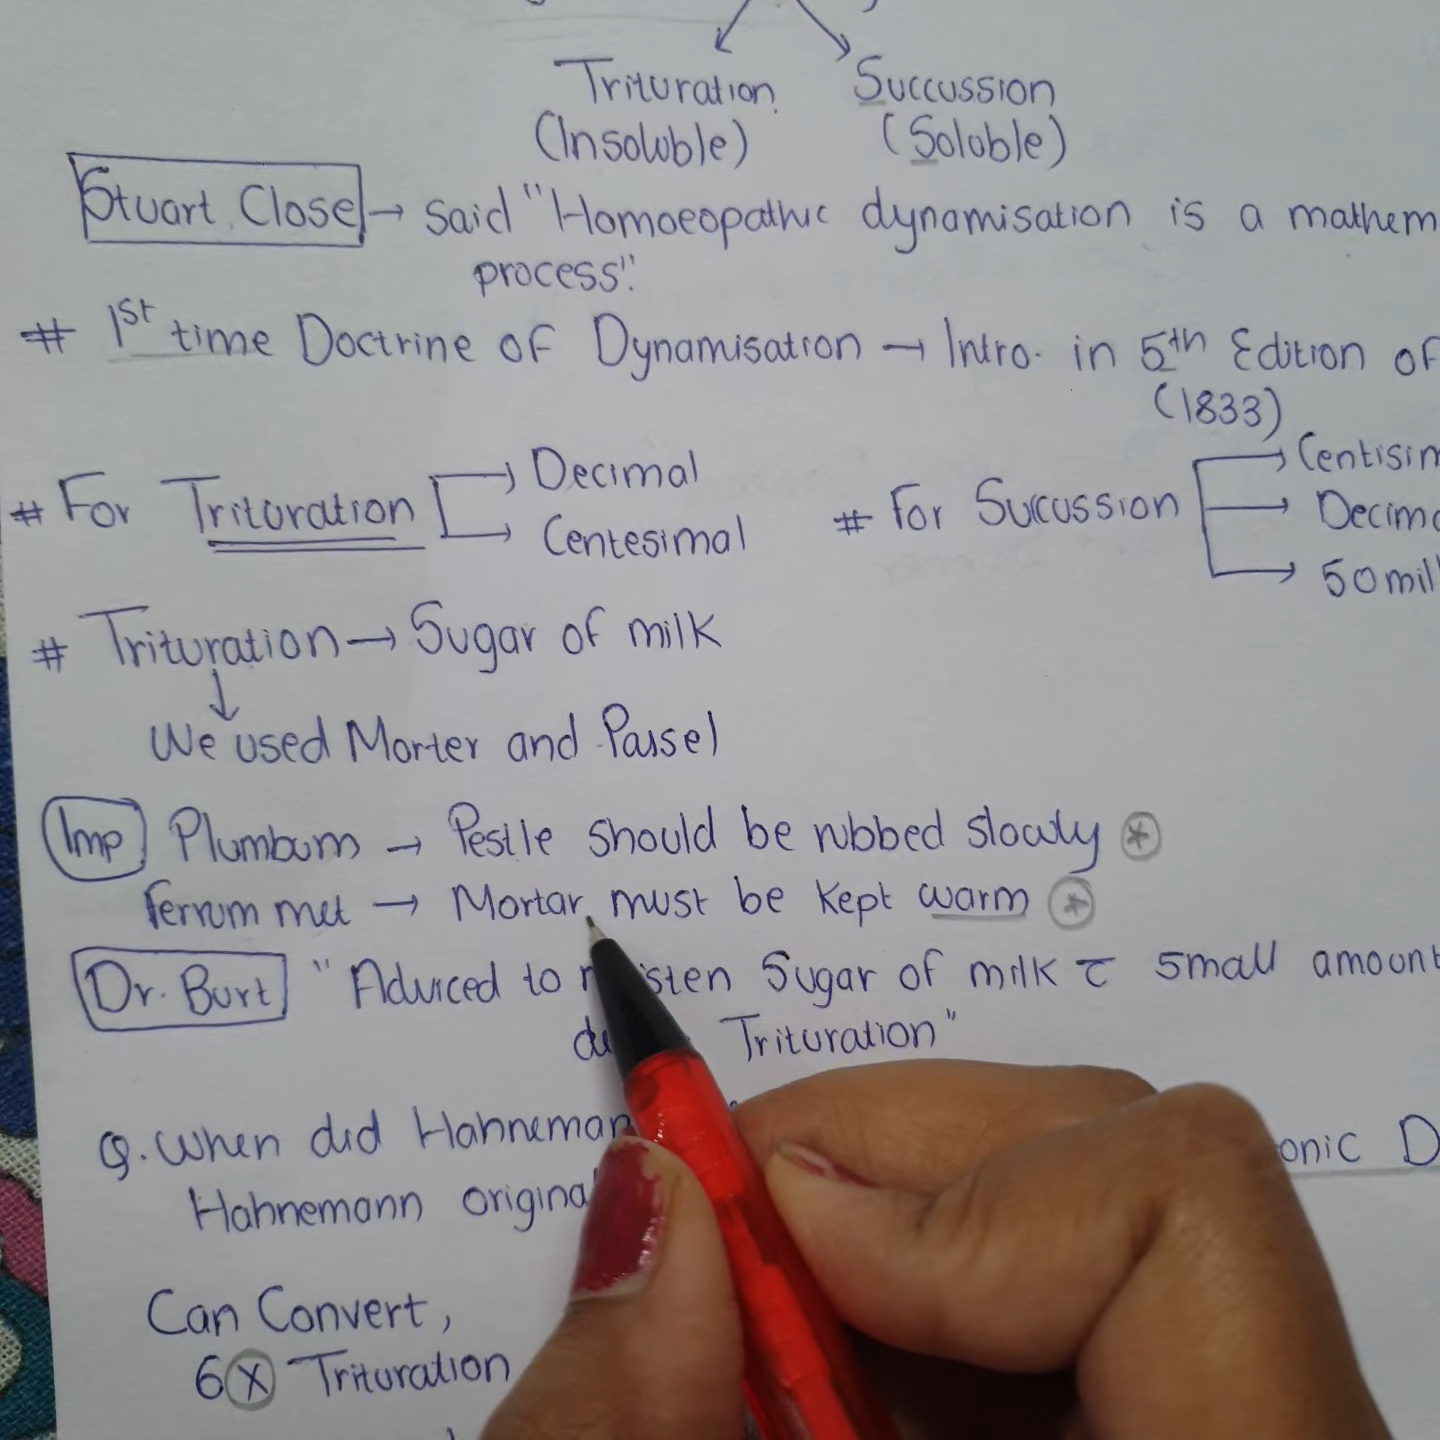 Trituration Succussion
(Insoluble) (Soluble)
Stuart Close → said "Homoeopathic dynamisation is a mathem
process".
# 1st time Doctrine of Dynamisation → Intro. in 5th Edition of
(1833)
# For Trituration → Decimal
→ Centesimal
# For Succussion → Centisim
→ Decima
→ 50mil
# Trituration → Sugar of milk
↓
We used Morter and Passel
Imp Plumbum → Pestle should be rubbed slowly *
Ferrum met → Mortar must be kept warm *
Dr. Burt "Adviced to sten Sugar of milk c Small amount
Trituration"
Q. When did Hahneman onic D
Hahnemann origina
Can Convert,
6X Trituration